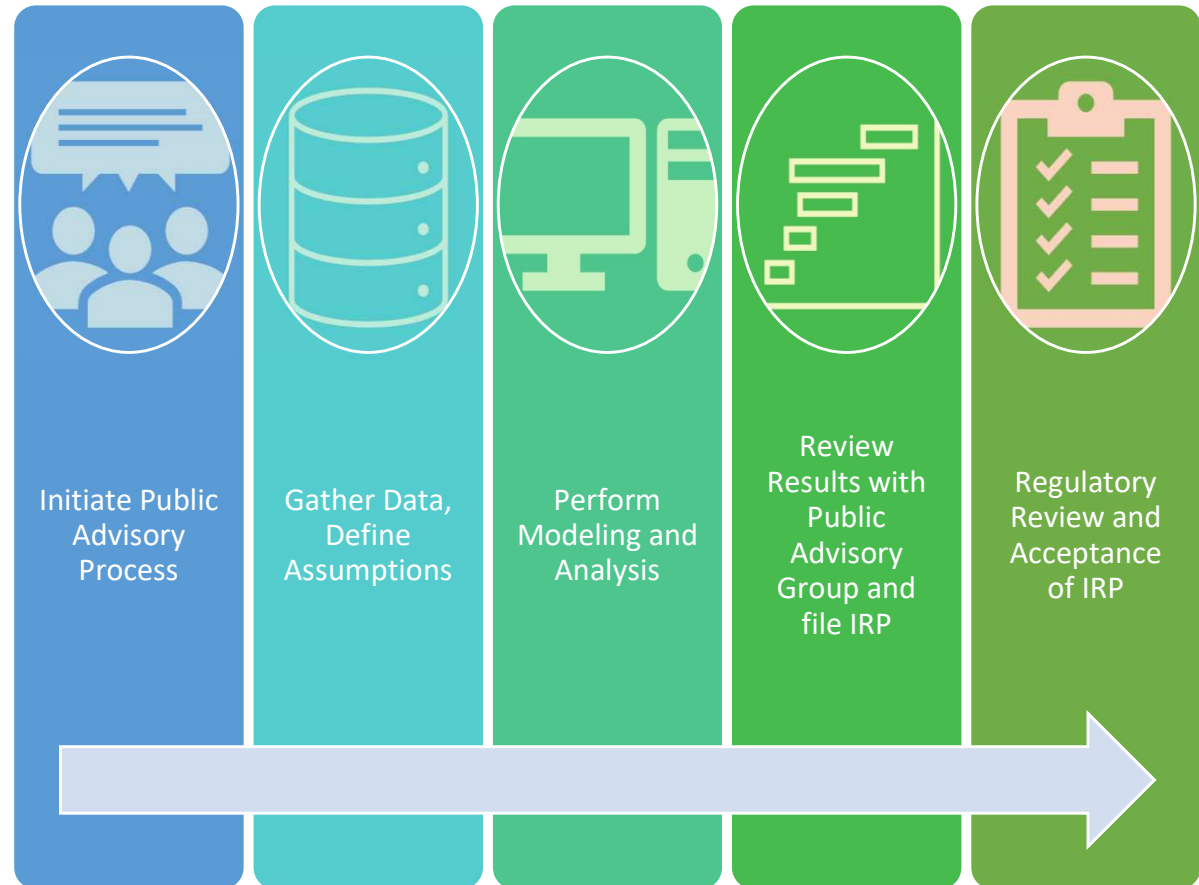 Initiate Public
Advisory
Process
Gather Data,
Define
Assumptions
Perform
Modeling and
Analysis
Review
Results with
Public
Advisory
Group and
file IRP
Regulatory
Review and
Acceptance
of IRP